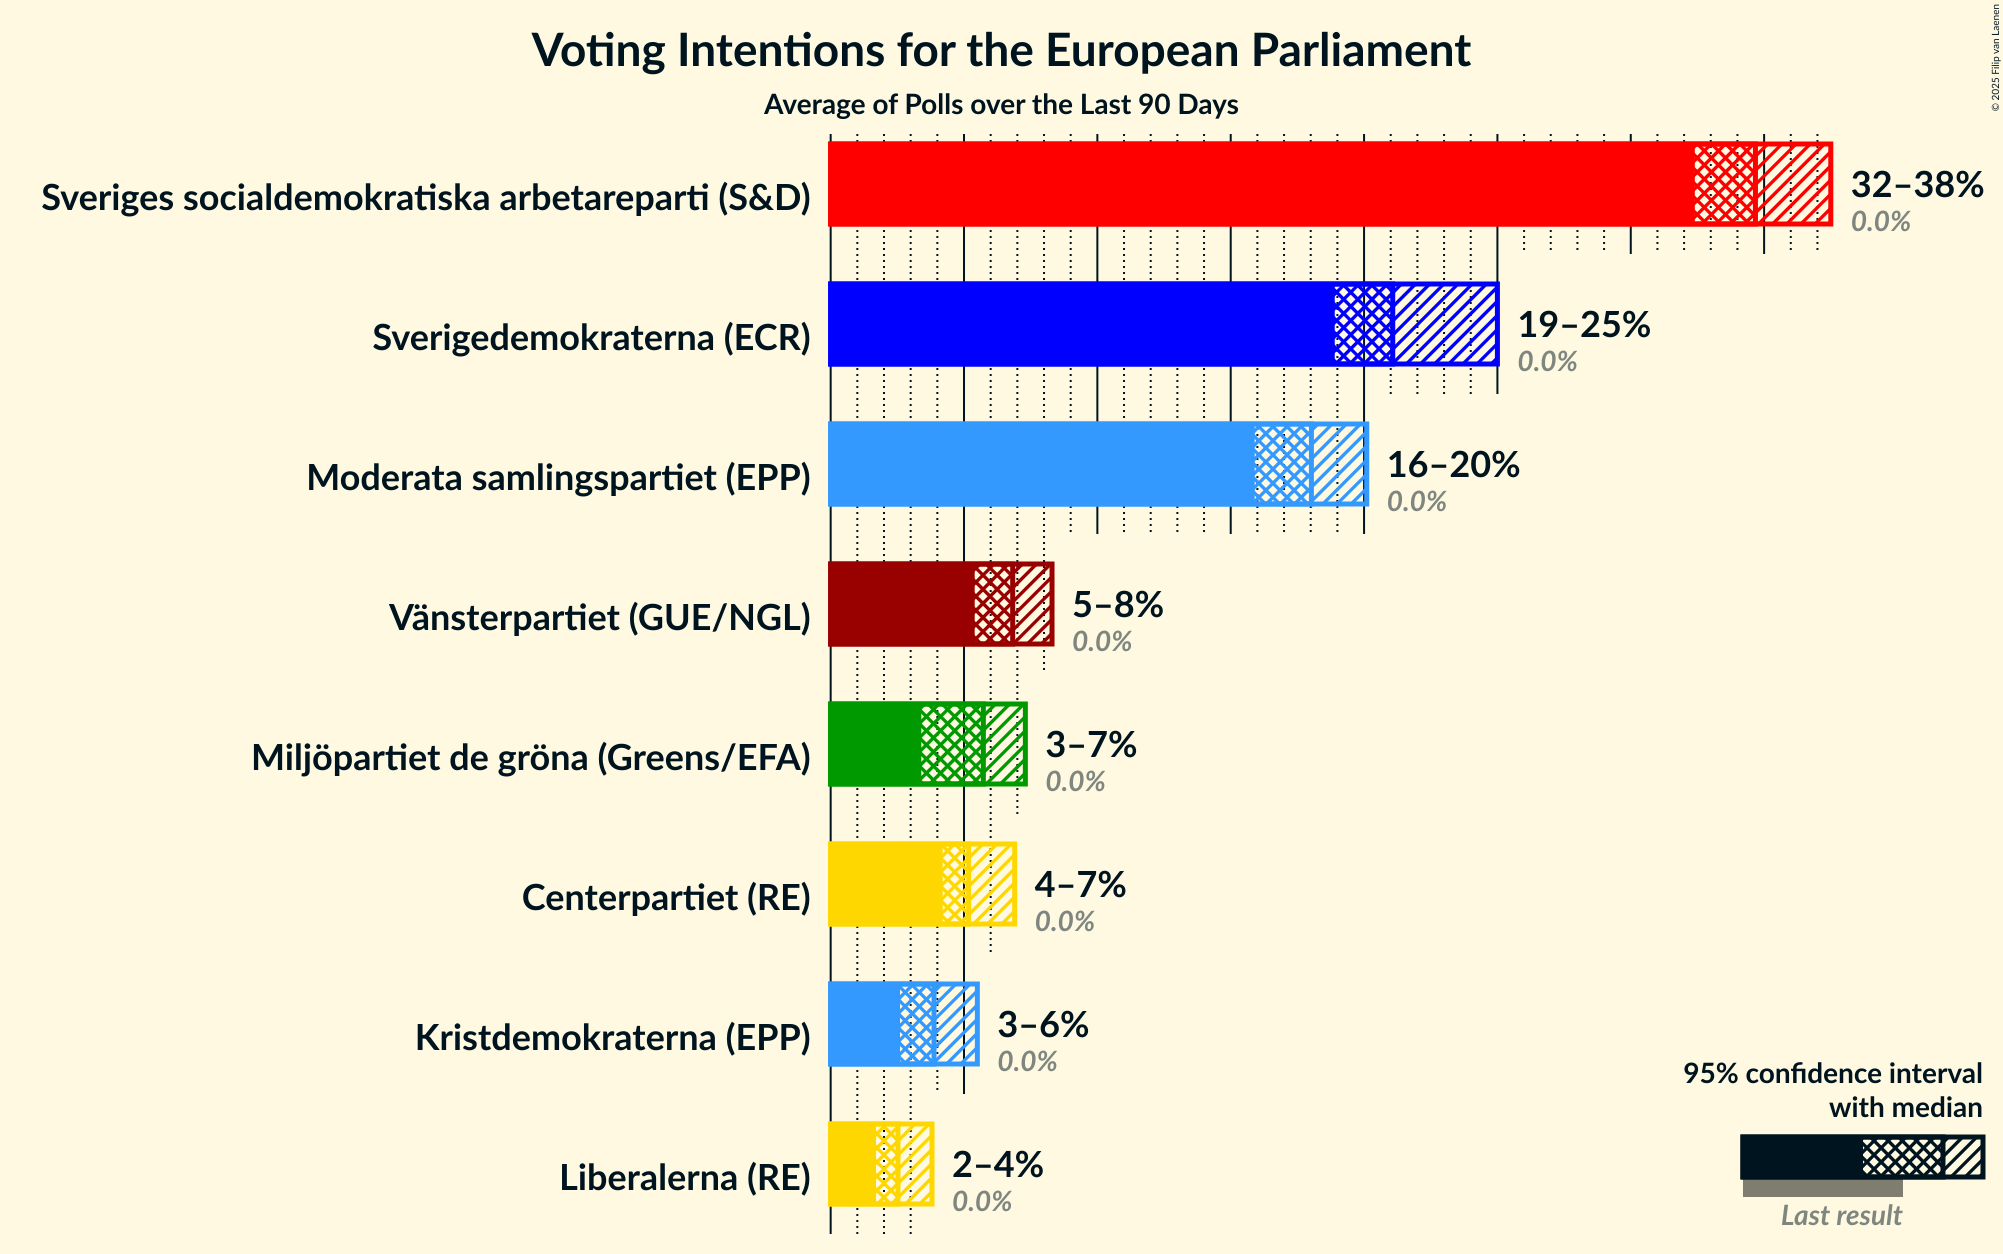 Voting Intentions for the European Parliament
Average of Polls over the Last 90 Days
© 2025 Filip van Laenen
Sveriges socialdemokratiska arbetareparti (S&D)
32–38%
0.0%
Sverigedemokraterna (ECR)
19–25%
0.0%
Moderata samlingspartiet (EPP)
16–20%
0.0%
Vänsterpartiet (GUE/NGL)
5–8%
0.0%
Miljöpartiet de gröna (Greens/EFA)
3–7%
0.0%
Centerpartiet (RE)
4–7%
0.0%
Kristdemokraterna (EPP)
3–6%
0.0%
Liberalerna (RE)
2–4%
0.0%
95% confidence interval
with median
Last result